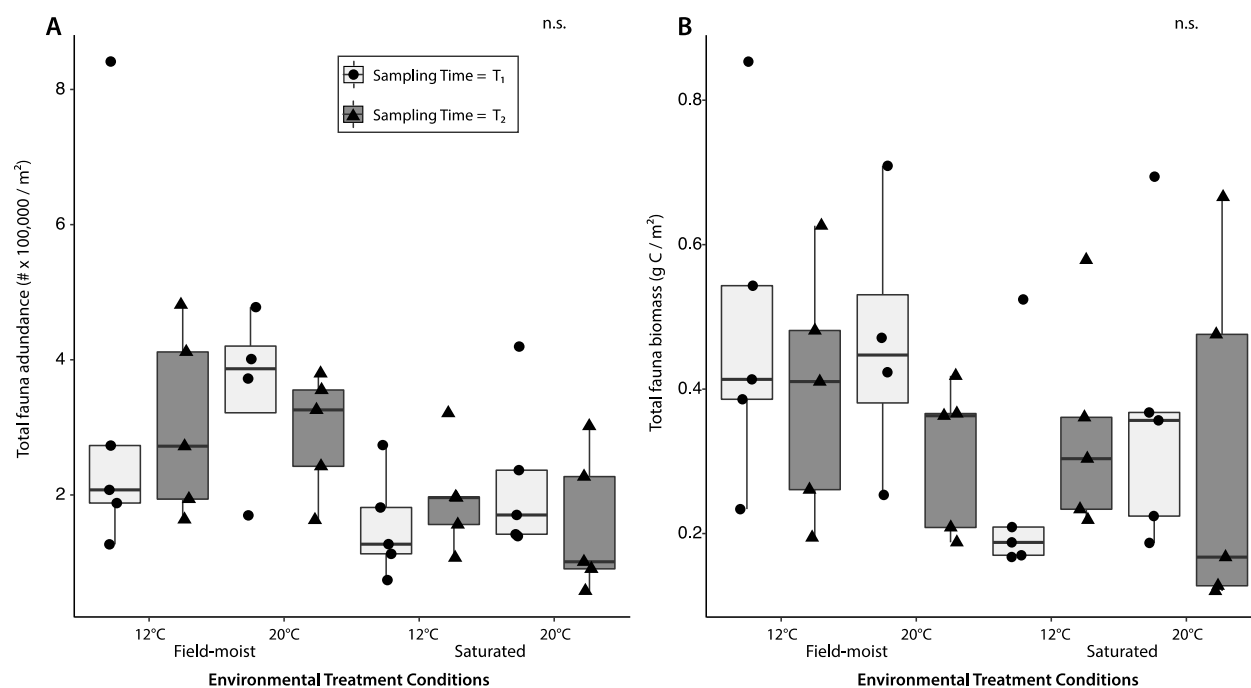 A
n.s.
Total fauna adundance (# x 100,000 / m²)
8
6
4
2
Sampling Time = T₁
Sampling Time = T₂
12°C
20°C
12°C
20°C
Field-moist
Saturated
Environmental Treatment Conditions
B
n.s.
Total fauna biomass (g C / m²)
0.8
0.6
0.4
0.2
12°C
20°C
12°C
20°C
Field-moist
Saturated
Environmental Treatment Conditions